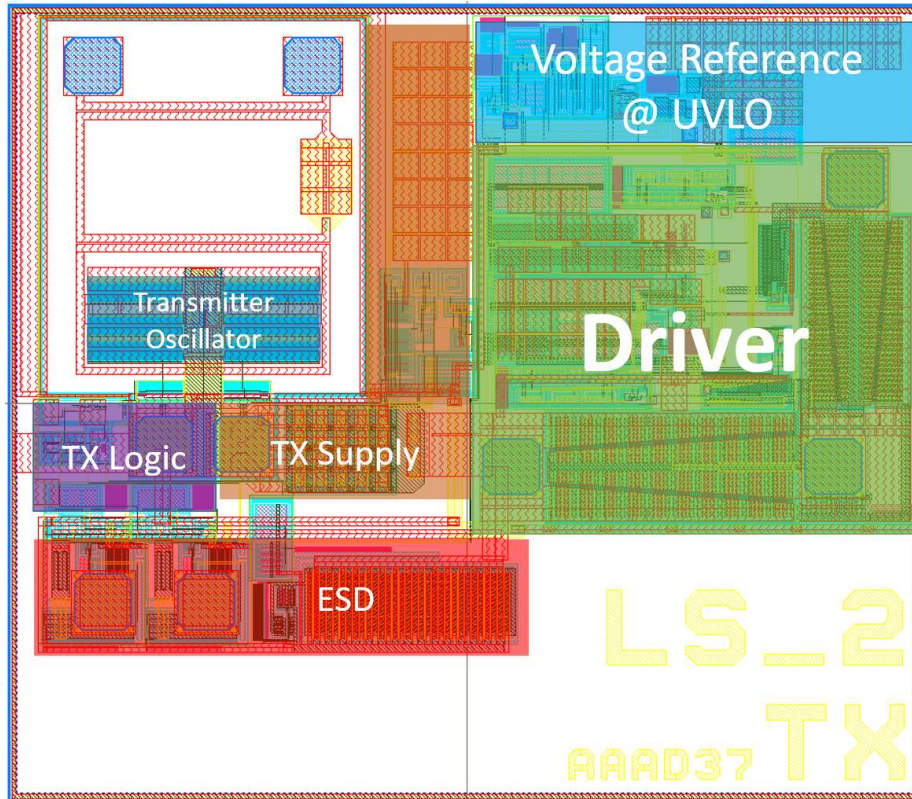 Voltage Reference
@ UVLO
Transmitter
Oscillator
Driver
TX Logic
TX Supply
ESD
LS_2
TX
AAAD37